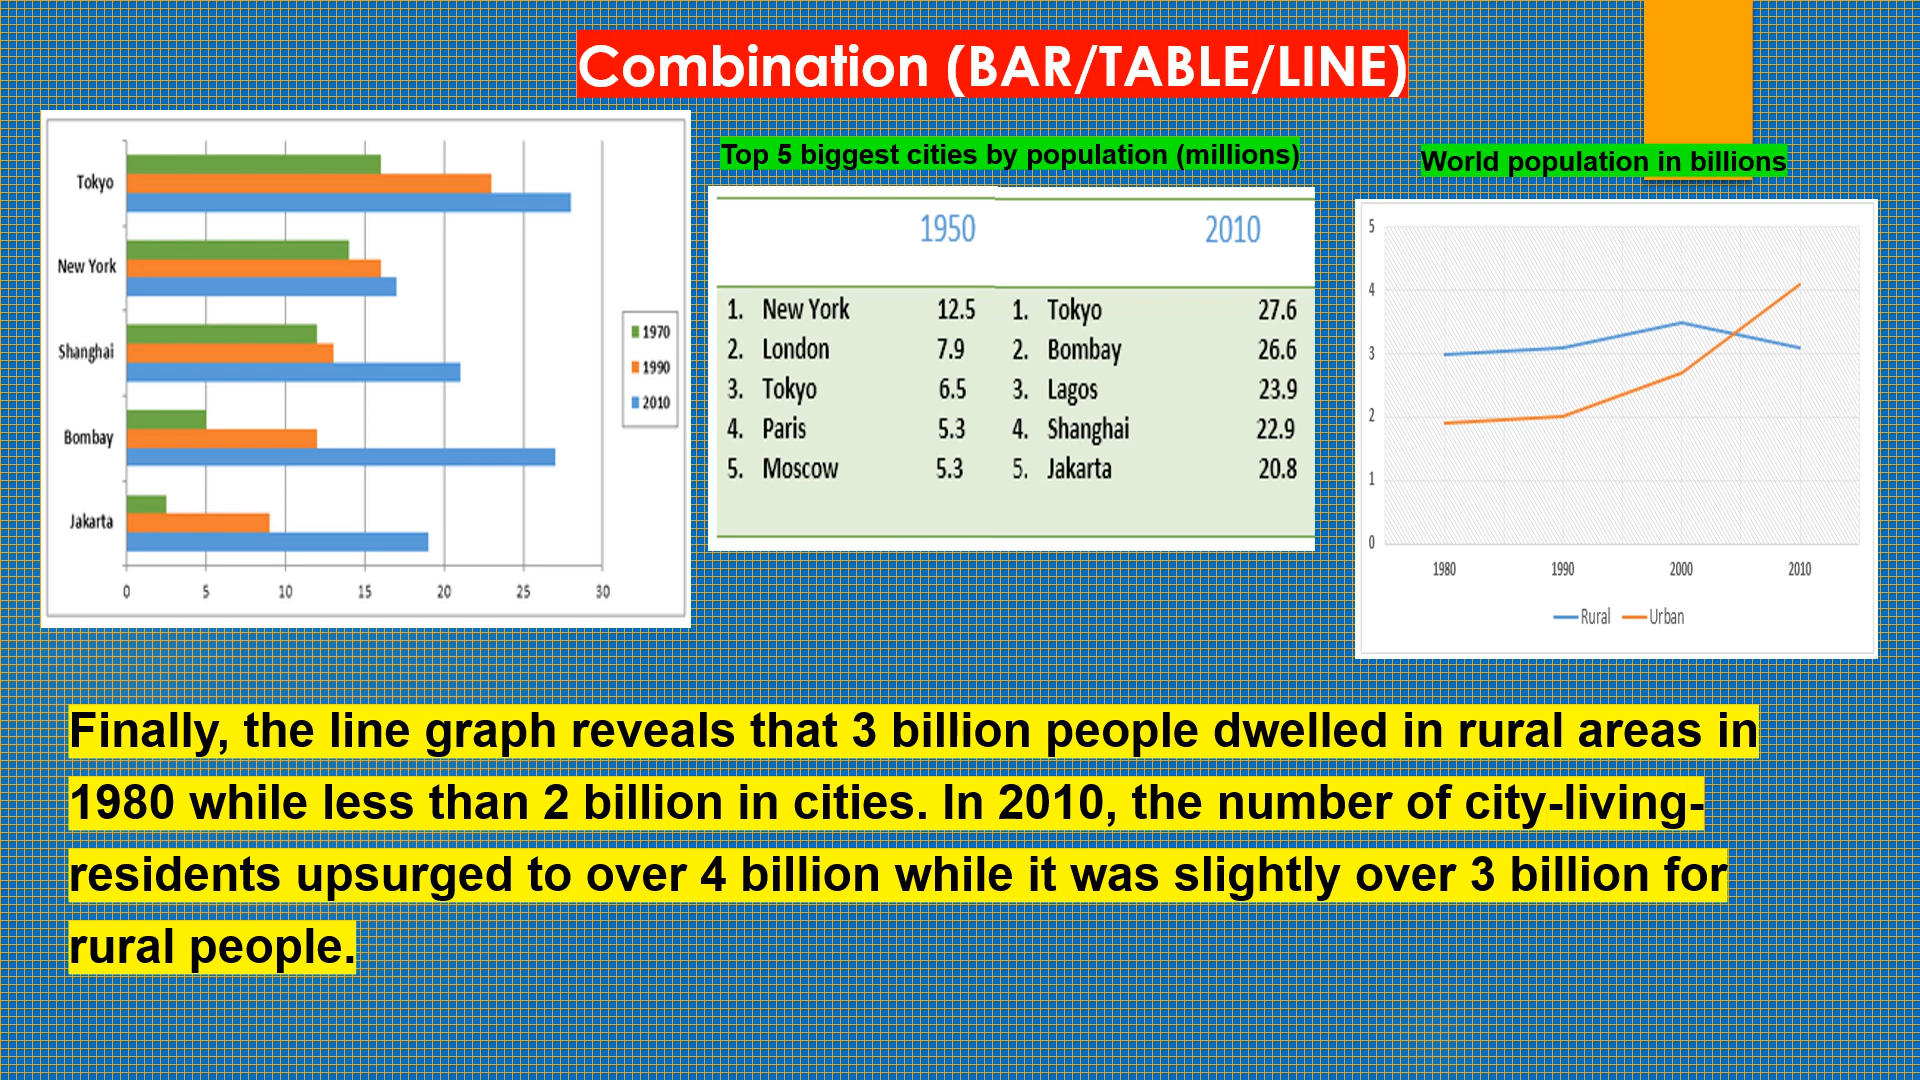 Combination (BAR/TABLE/LINE)
Tokyo
New York
Shanghai
Bombay
Jakarta
0 5 10 15 20 25 30
1970
1990
2010
Top 5 biggest cities by population (millions)
1950 2010
1. New York 12.5 1. Tokyo 27.6
2. London 7.9 2. Bombay 26.6
3. Tokyo 6.5 3. Lagos 23.9
4. Paris 5.3 4. Shanghai 22.9
5. Moscow 5.3 5. Jakarta 20.8
World population in billions
5
4
3
2
1
0
1980 1990 2000 2010
Rural Urban
Finally, the line graph reveals that 3 billion people dwelled in rural areas in
1980 while less than 2 billion in cities. In 2010, the number of city-living-
residents upsurged to over 4 billion while it was slightly over 3 billion for
rural people.